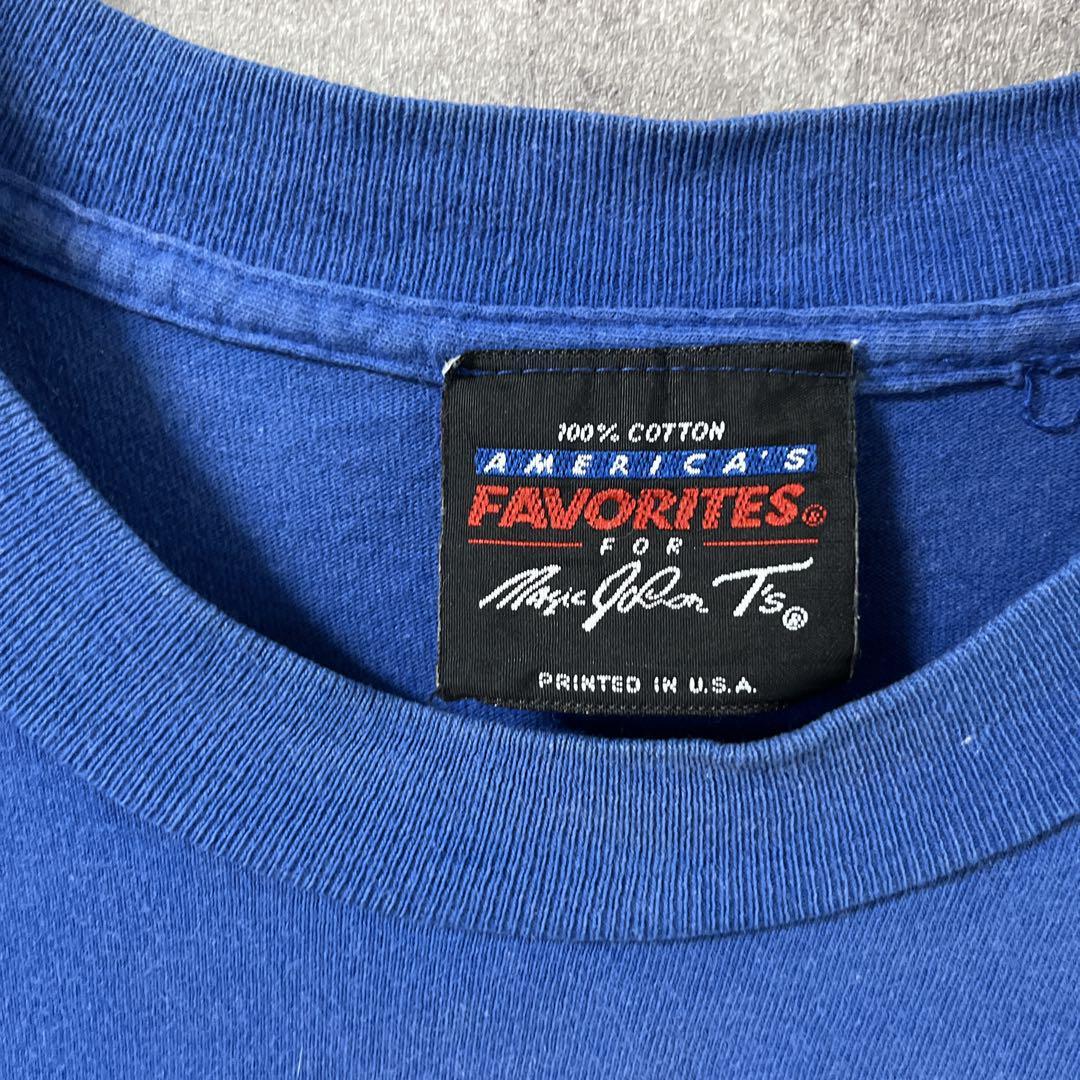 100% COTTON
AMERICA'S
FAVORITES®
FOR
Magic Johnson T's®
PRINTED IN U.S.A.